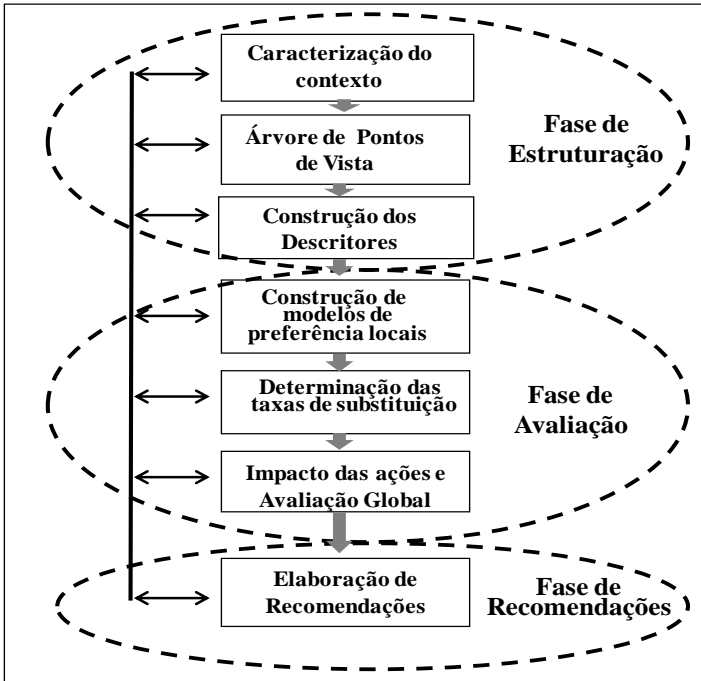 Caracterização do
contexto
Árvore de Pontos
de Vista
Fase de
Estruturação
Construção dos
Descritores
Construção de
modelos de
preferência locais
Determinação das
taxas de substituição
Fase de
Avaliação
Impacto das ações e
Avaliação Global
Elaboração de
Recomendações
Fase de
Recomendações